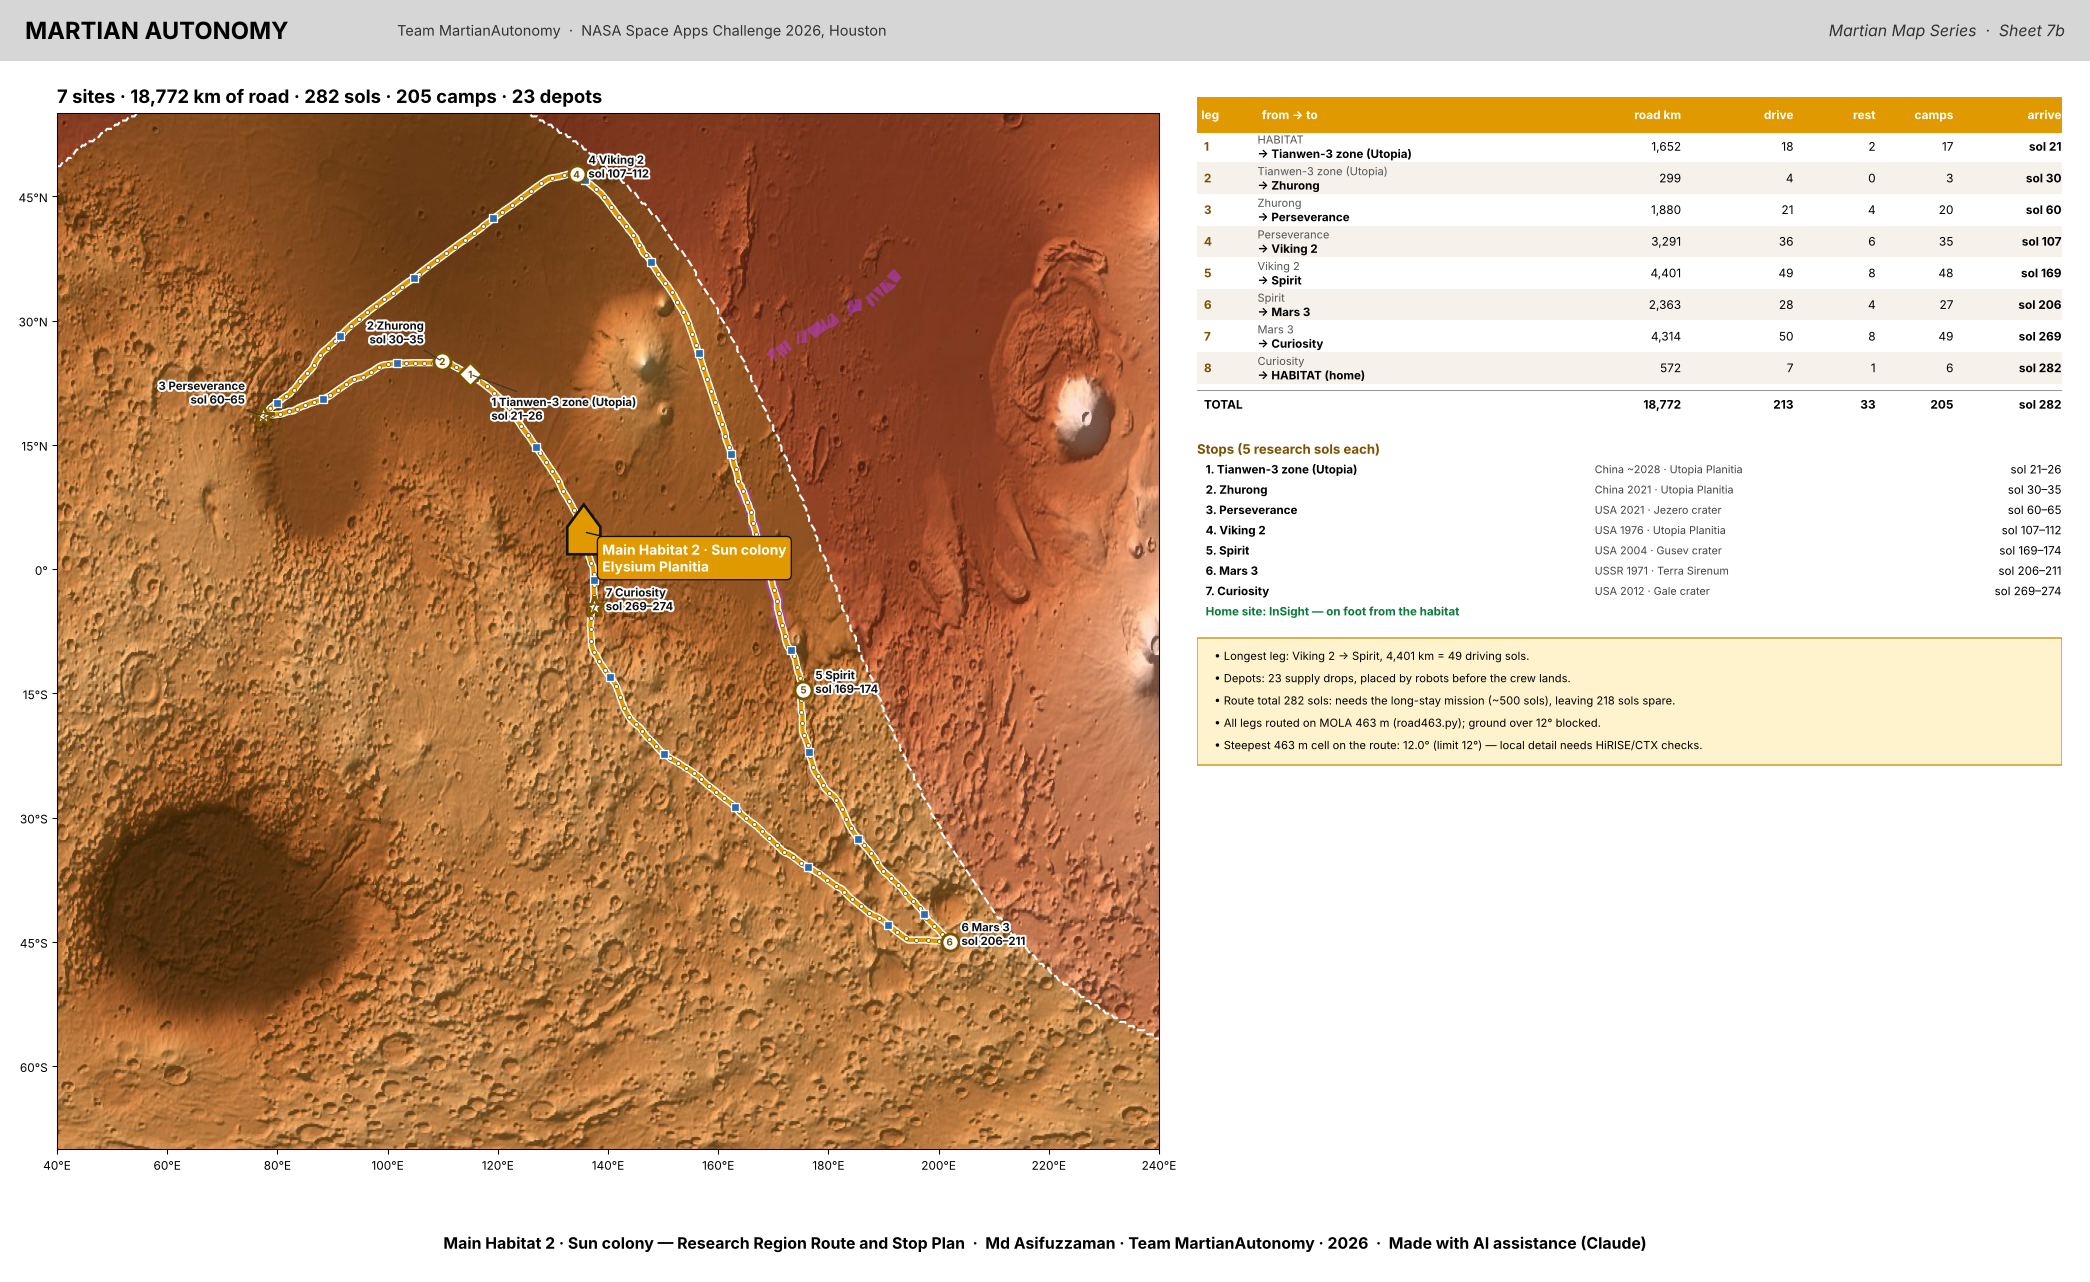 MARTIAN AUTONOMY
Team MartianAutonomy · NASA Space Apps Challenge 2026, Houston
Martian Map Series · Sheet 7b
7 sites · 18,772 km of road · 282 sols · 205 camps · 23 depots
45°N
30°N
15°N
0°
15°S
30°S
45°S
60°S
40°E
60°E
80°E
100°E
120°E
140°E
160°E
180°E
200°E
220°E
240°E
4 Viking 2
sol 107–112
4
2 Zhurong
sol 30–35
2
1
3 Perseverance
sol 60–65
1 Tianwen-3 zone (Utopia)
sol 21–26
Main Habitat 2 · Sun colony
Elysium Planitia
7 Curiosity
sol 269–274
5 Spirit
sol 169–174
5
6 Mars 3
sol 206–211
6
leg from → to road km drive rest camps arrive
1 HABITAT → Tianwen-3 zone (Utopia) 1,652 18 2 17 sol 21
2 Tianwen-3 zone (Utopia) → Zhurong 299 4 0 3 sol 30
3 Zhurong → Perseverance 1,880 21 4 20 sol 60
4 Perseverance → Viking 2 3,291 36 6 35 sol 107
5 Viking 2 → Spirit 4,401 49 8 48 sol 169
6 Spirit → Mars 3 2,363 28 4 27 sol 206
7 Mars 3 → Curiosity 4,314 50 8 49 sol 269
8 Curiosity → HABITAT (home) 572 7 1 6 sol 282
TOTAL 18,772 213 33 205 sol 282
Stops (5 research sols each)
1. Tianwen-3 zone (Utopia) China ~2028 · Utopia Planitia sol 21–26
2. Zhurong China 2021 · Utopia Planitia sol 30–35
3. Perseverance USA 2021 · Jezero crater sol 60–65
4. Viking 2 USA 1976 · Utopia Planitia sol 107–112
5. Spirit USA 2004 · Gusev crater sol 169–174
6. Mars 3 USSR 1971 · Terra Sirenum sol 206–211
7. Curiosity USA 2012 · Gale crater sol 269–274
Home site: InSight — on foot from the habitat
• Longest leg: Viking 2 → Spirit, 4,401 km = 49 driving sols.
• Depots: 23 supply drops, placed by robots before the crew lands.
• Route total 282 sols: needs the long-stay mission (~500 sols), leaving 218 sols spare.
• All legs routed on MOLA 463 m (road463.py); ground over 12° blocked.
• Steepest 463 m cell on the route: 12.0° (limit 12°) — local detail needs HiRISE/CTX checks.
Main Habitat 2 · Sun colony — Research Region Route and Stop Plan · Md Asifuzzaman · Team MartianAutonomy · 2026 · Made with AI assistance (Claude)